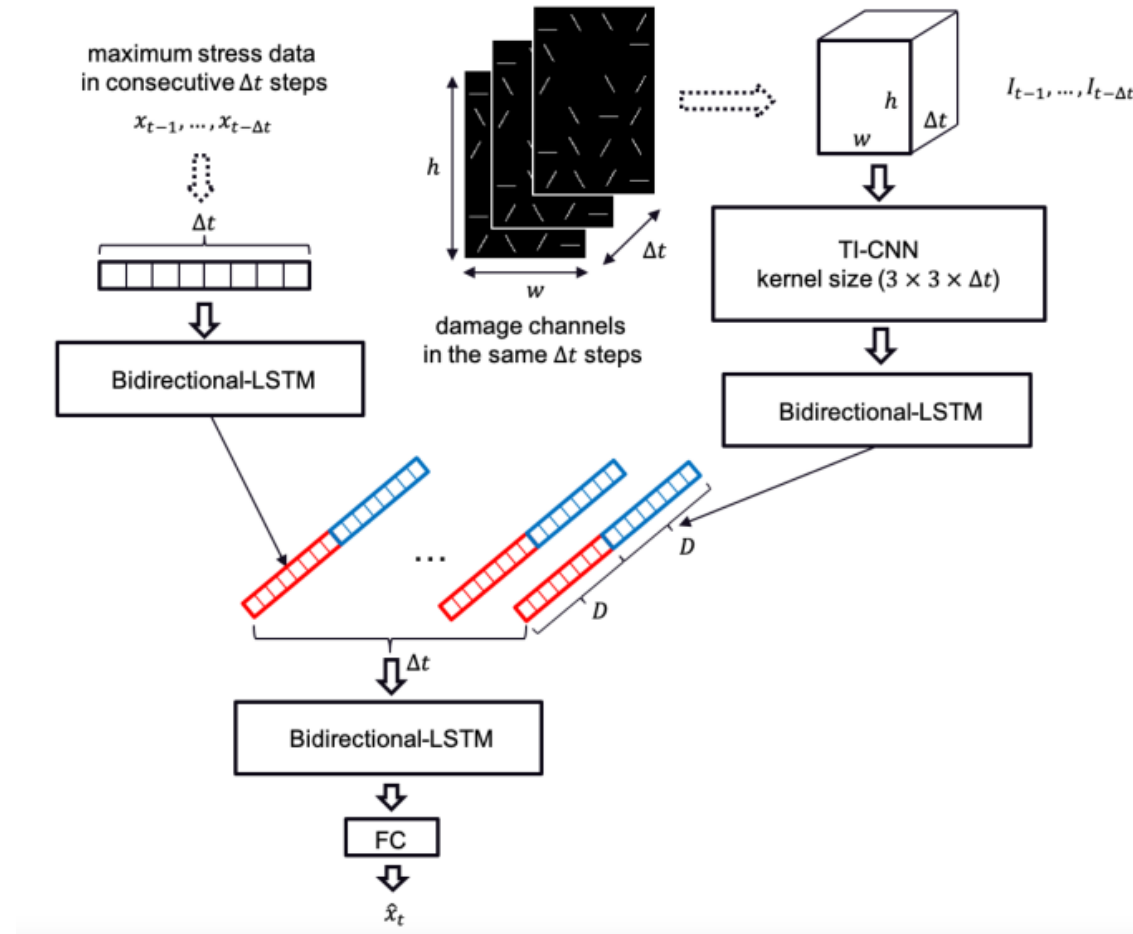 maximum stress data
in consecutive Δt steps
x_{t−1}, …, x_{t−Δt}
Δt
Bidirectional-LSTM
h
w
Δt
damage channels
in the same Δt steps
h
w
Δt
I_{t−1}, …, I_{t−Δt}
TI-CNN
kernel size (3 × 3 × Δt)
Bidirectional-LSTM
…
D
D
Δt
Bidirectional-LSTM
FC
x̂_t